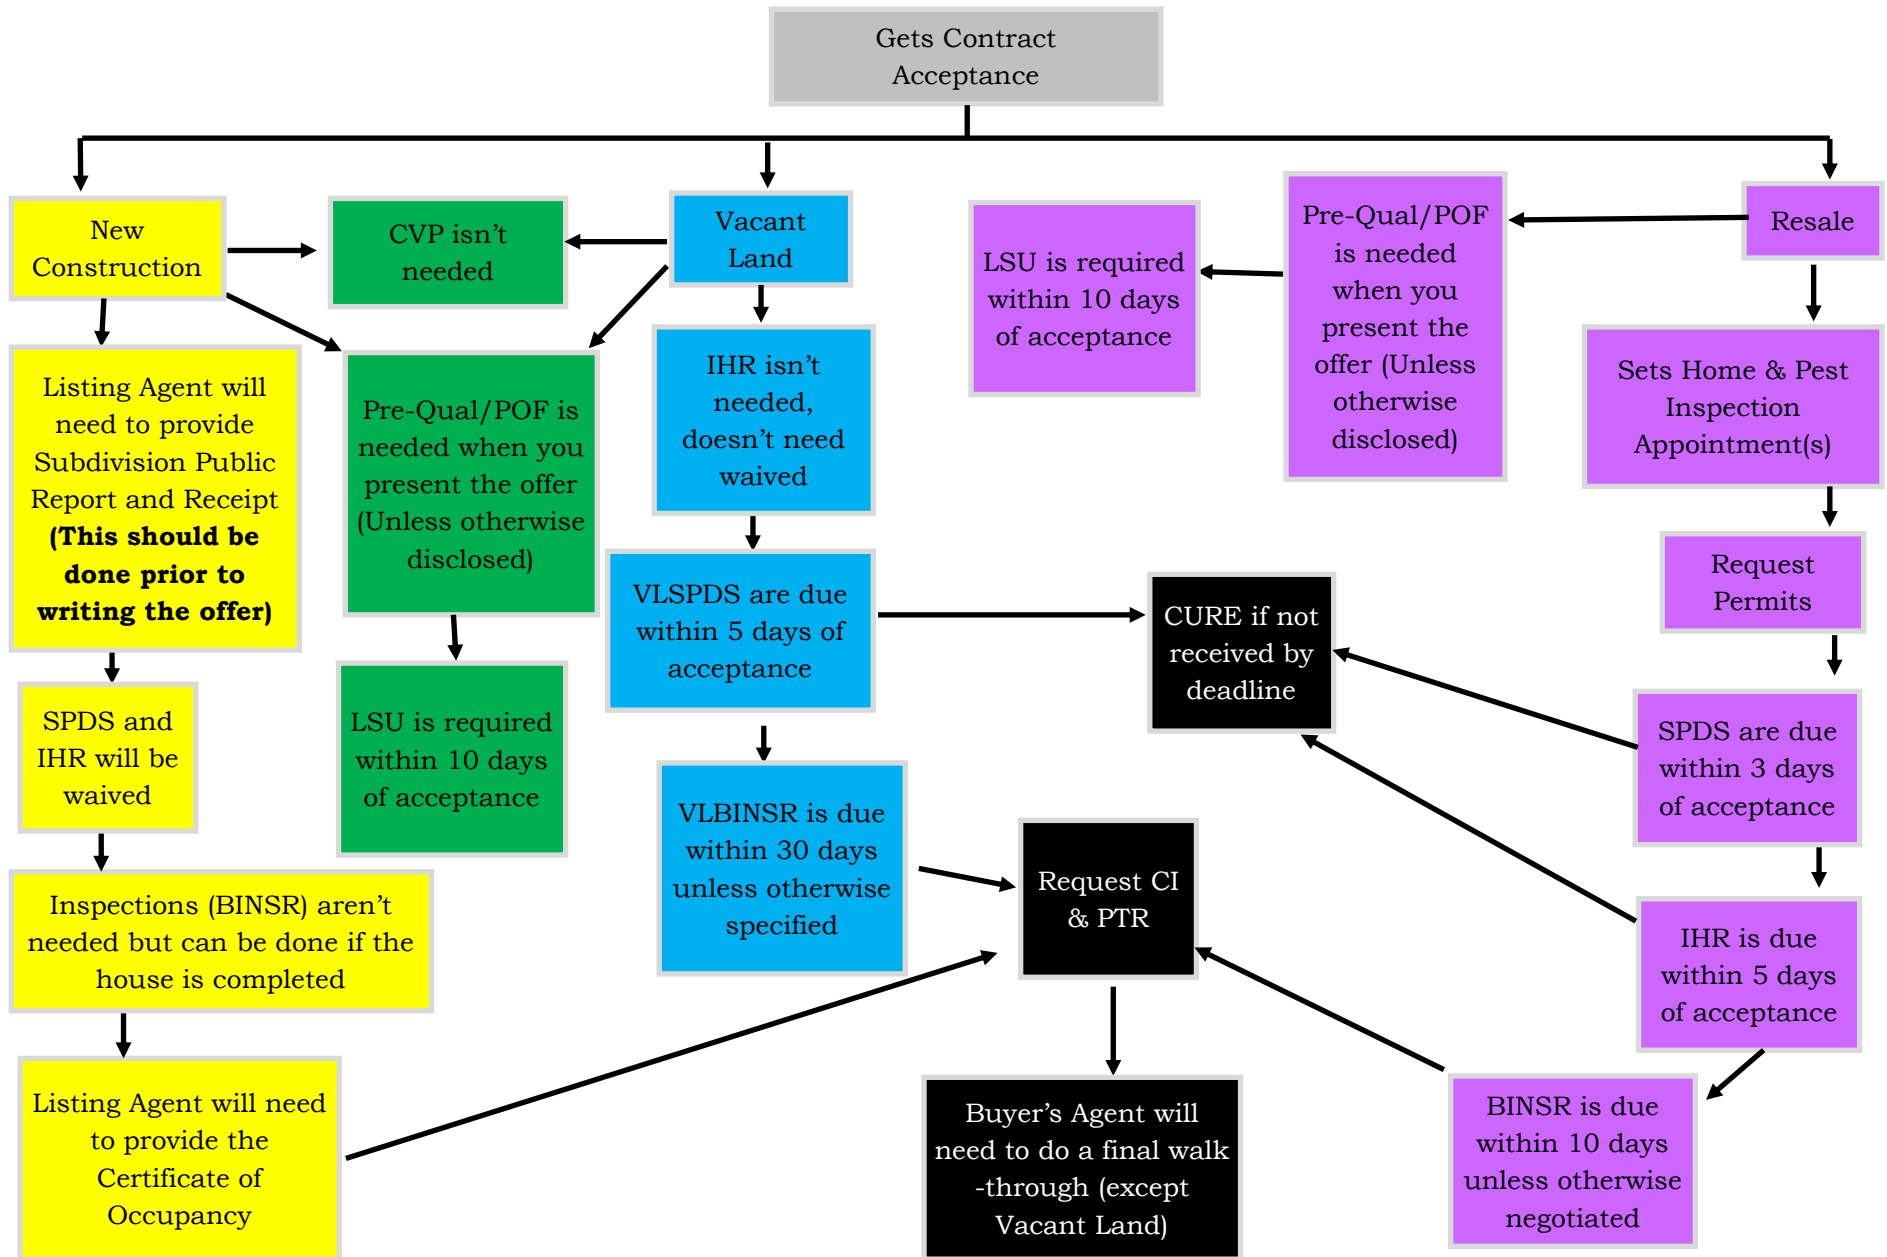 Gets Contract
Acceptance
New
Construction
CVP isn’t
needed
Vacant
Land
LSU is required
within 10 days
of acceptance
Pre-Qual/POF
is needed
when you
present the
offer (Unless
otherwise
disclosed)
Resale
Listing Agent will
need to provide
Subdivision Public
Report and Receipt
(This should be
done prior to
writing the offer)
Pre-Qual/POF is
needed when you
present the offer
(Unless otherwise
disclosed)
IHR isn’t
needed,
doesn’t need
waived
Sets Home & Pest
Inspection
Appointment(s)
Request
Permits
VLSPDS are due
within 5 days of
acceptance
CURE if not
received by
deadline
SPDS and
IHR will be
waived
LSU is required
within 10 days
of acceptance
SPDS are due
within 3 days
of acceptance
VLBINSR is due
within 30 days
unless otherwise
specified
Request CI
& PTR
Inspections (BINSR) aren’t
needed but can be done if the
house is completed
IHR is due
within 5 days
of acceptance
Listing Agent will need
to provide the
Certificate of
Occupancy
Buyer’s Agent will
need to do a final walk
-through (except
Vacant Land)
BINSR is due
within 10 days
unless otherwise
negotiated